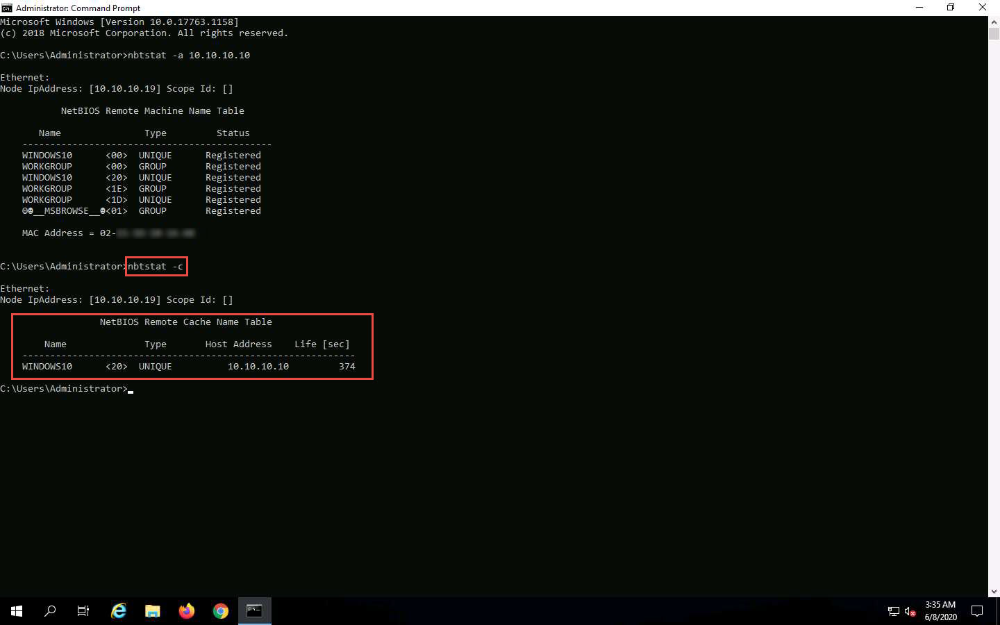 Administrator: Command Prompt
Microsoft Windows [Version 10.0.17763.1158]
(c) 2018 Microsoft Corporation. All rights reserved.
C:\Users\Administrator>nbtstat -a 10.10.10.10
Ethernet:
Node IpAddress: [10.10.10.19] Scope Id: []
NetBIOS Remote Machine Name Table
Name Type Status
---------------------------------------------
WINDOWS10 <00> UNIQUE Registered
WORKGROUP <00> GROUP Registered
WINDOWS10 <20> UNIQUE Registered
WORKGROUP <1E> GROUP Registered
WORKGROUP <1D> UNIQUE Registered
☺☻__MSBROWSE__☻<01> GROUP Registered
MAC Address = 02-
C:\Users\Administrator>nbtstat -c
Ethernet:
Node IpAddress: [10.10.10.19] Scope Id: []
NetBIOS Remote Cache Name Table
Name Type Host Address Life [sec]
------------------------------------------------------------
WINDOWS10 <20> UNIQUE 10.10.10.10 374
C:\Users\Administrator>
3:35 AM
6/8/2020